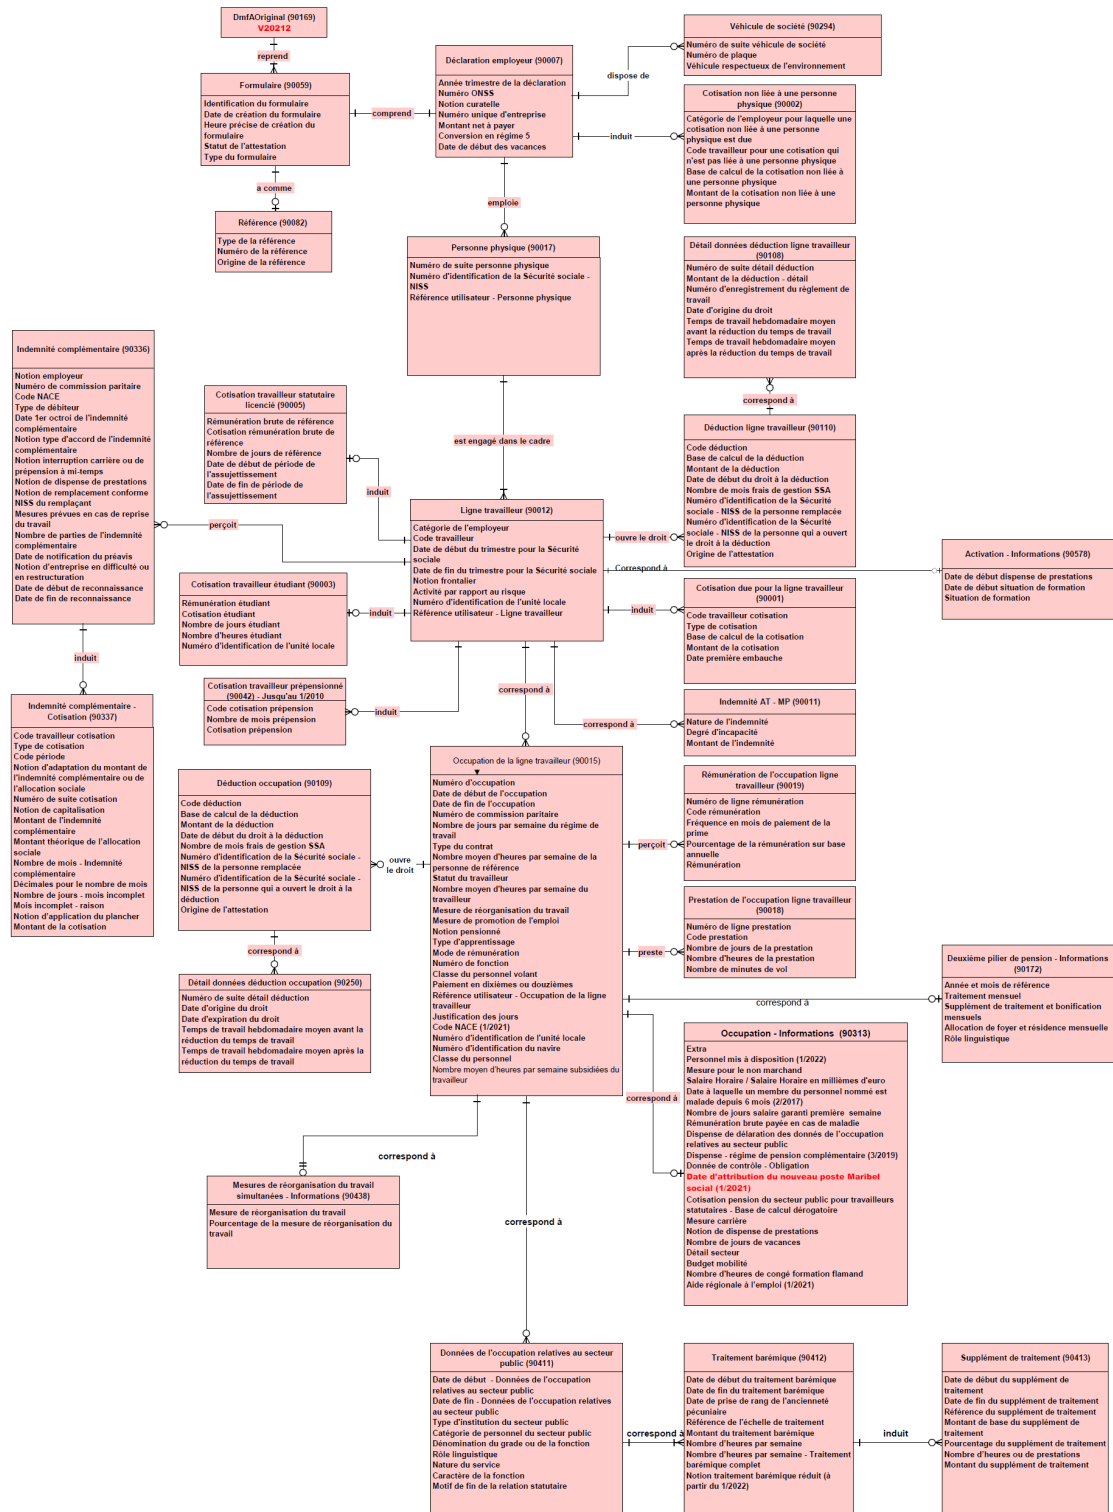 DmfAOriginal (90169)
V20212
reprend
Formulaire (90059)
Identification du formulaire
Date de création du formulaire
Heure précise de création du
formulaire
Statut de l'attestation
Type du formulaire
comprend
a comme
Référence (90082)
Type de la référence
Numéro de la référence
Origine de la référence
Déclaration employeur (90007)
Année trimestre de la déclaration
Numéro ONSS
Notion curatelle
Numéro unique d'entreprise
Montant net à payer
Conversion en régime 5
Date de début des vacances
dispose de
Véhicule de société (90294)
Numéro de suite véhicule de société
Numéro de plaque
Véhicule respectueux de l'environnement
induit
Cotisation non liée à une personne
physique (90002)
Catégorie de l'employeur pour laquelle une
cotisation non liée à une personne
physique est due
Code travailleur pour une cotisation qui
n'est pas liée à une personne physique
Base de calcul de la cotisation non liée à
une personne physique
Montant de la cotisation non liée à une
personne physique
emploie
Personne physique (90017)
Numéro de suite personne physique
Numéro d'identification de la Sécurité sociale -
NISS
Référence utilisateur - Personne physique
Détail données déduction ligne travailleur
(90108)
Numéro de suite détail déduction
Montant de la déduction - détail
Numéro d'enregistrement du règlement de
travail
Date d'origine du droit
Temps de travail hebdomadaire moyen
avant la réduction du temps de travail
Temps de travail hebdomadaire moyen
après la réduction du temps de travail
correspond à
Indemnité complémentaire (90336)
Notion employeur
Numéro de commission paritaire
Code NACE
Type de débiteur
Date 1er octroi de l'indemnité
complémentaire
Notion type d'accord de l'indemnité
complémentaire
Notion interruption carrière ou de
prépension à mi-temps
Notion de dispense de prestations
Notion de remplacement conforme
NISS du remplaçant
Mesures prévues en cas de reprise
du travail
Nombre de parties de l'indemnité
complémentaire
Date de notification du préavis
Notion d'entreprise en difficulté ou
en restructuration
Date de début de reconnaissance
Date de fin de reconnaissance
perçoit
Cotisation travailleur statutaire
licencié (90005)
Rémunération brute de référence
Cotisation rémunération brute de
référence
Nombre de jours de référence
Date de début de période de
l'assujettissement
Date de fin de période de
l'assujettissement
induit
est engagé dans le cadre
Déduction ligne travailleur (90110)
Code déduction
Base de calcul de la déduction
Montant de la déduction
Date de début du droit à la déduction
Nombre de mois frais de gestion SSA
Numéro d'identification de la Sécurité
sociale - NISS de la personne remplacée
Numéro d'identification de la Sécurité
sociale - NISS de la personne qui a ouvert
le droit à la déduction
Origine de l'attestation
ouvre le droit
Ligne travailleur (90012)
Catégorie de l'employeur
Code travailleur
Date de début du trimestre pour la Sécurité
sociale
Date de fin du trimestre pour la Sécurité sociale
Notion frontalier
Activité par rapport au risque
Numéro d'identification de l'unité locale
Référence utilisateur - Ligne travailleur
Correspond à
Activation - Informations (90578)
Date de début dispense de prestations
Date de début situation de formation
Situation de formation
Cotisation travailleur étudiant (90003)
Rémunération étudiant
Cotisation étudiant
Nombre de jours étudiant
Nombre d'heures étudiant
Numéro d'identification de l'unité locale
induit
induit
Cotisation due pour la ligne travailleur
(90001)
Code travailleur cotisation
Type de cotisation
Base de calcul de la cotisation
Montant de la cotisation
Date première embauche
induit
Cotisation travailleur prépensionné
(90042) - Jusqu'au 1/2010
Code cotisation prépension
Nombre de mois prépension
Cotisation prépension
induit
correspond à
correspond à
Indemnité AT - MP (90011)
Nature de l'indemnité
Degré d'incapacité
Montant de l'indemnité
Indemnité complémentaire -
Cotisation (90337)
Code travailleur cotisation
Type de cotisation
Code période
Notion d'adaptation du montant de
l'indemnité complémentaire ou de
l'allocation sociale
Numéro de suite cotisation
Notion de capitalisation
Montant de l'indemnité
complémentaire
Montant théorique de l'allocation
sociale
Nombre de mois - Indemnité
complémentaire
Décimales pour le nombre de mois
Nombre de jours - mois incomplet
Mois incomplet - raison
Notion d'application du plancher
Montant de la cotisation
Déduction occupation (90109)
Code déduction
Base de calcul de la déduction
Montant de la déduction
Date de début du droit à la déduction
Nombre de mois frais de gestion SSA
Numéro d'identification de la Sécurité sociale -
NISS de la personne remplacée
Numéro d'identification de la Sécurité sociale -
NISS de la personne qui a ouvert le droit à la
déduction
Origine de l'attestation
ouvre
le droit
correspond à
Détail données déduction occupation (90250)
Numéro de suite détail déduction
Date d'origine du droit
Date d'expiration du droit
Temps de travail hebdomadaire moyen avant la
réduction du temps de travail
Temps de travail hebdomadaire moyen après la
réduction du temps de travail
Occupation de la ligne travailleur (90015)
Numéro d'occupation
Date de début de l'occupation
Date de fin de l'occupation
Numéro de commission paritaire
Nombre de jours par semaine du régime de
travail
Type du contrat
Nombre moyen d'heures par semaine de la
personne de référence
Statut du travailleur
Nombre moyen d'heures par semaine du
travailleur
Mesure de réorganisation du travail
Mesure de promotion de l'emploi
Notion pensionné
Type d'apprentissage
Mode de rémunération
Numéro de fonction
Classe du personnel volant
Paiement en dixièmes ou douzièmes
Référence utilisateur - Occupation de la ligne
travailleur
Justification des jours
Code NACE (1/2021)
Numéro d'identification de l'unité locale
Numéro d'identification du navire
Classe du personnel
Nombre moyen d'heures par semaine subsidiées du
travailleur
perçoit
Rémunération de l'occupation ligne
travailleur (90019)
Numéro de ligne rémunération
Code rémunération
Fréquence en mois de paiement de la
prime
Pourcentage de la rémunération sur base
annuelle
Rémunération
preste
Prestation de l'occupation ligne travailleur
(90018)
Numéro de ligne prestation
Code prestation
Nombre de jours de la prestation
Nombre d'heures de la prestation
Nombre de minutes de vol
correspond à
Deuxième pilier de pension - Informations
(90172)
Année et mois de référence
Traitement mensuel
Supplément de traitement et bonification
mensuels
Allocation de foyer et résidence mensuelle
Rôle linguistique
correspond à
Occupation - Informations (90313)
Extra
Personnel mis à disposition (1/2022)
Mesure pour le non marchand
Salaire Horaire / Salaire Horaire en millièmes d'euro
Date à laquelle un membre du personnel nommé est
malade depuis 6 mois (2/2017)
Nombre de jours salaire garanti première semaine
Rémunération brute payée en cas de maladie
Dispense de délaration des donnés de l'occupation
relatives au secteur public
Dispense - régime de pension complémentaire (3/2019)
Donnée de contrôle - Obligation
Date d'attribution du nouveau poste Maribel
social (1/2021)
Cotisation pension du secteur public pour travailleurs
statutaires - Base de calcul dérogatoire
Mesure carrière
Notion de dispense de prestations
Nombre de jours de vacances
Détail secteur
Budget mobilité
Nombre d'heures de congé formation flamand
Aide régionale à l'emploi (1/2021)
correspond à
Mesures de réorganisation du travail
simultanées - Informations (90438)
Mesure de réorganisation du travail
Pourcentage de la mesure de réorganisation du
travail
correspond à
Données de l'occupation relatives au secteur
public (90411)
Date de début - Données de l'occupation
relatives au secteur public
Date de fin - Données de l'occupation relatives
au secteur public
Type d'institution du secteur public
Catégorie de personnel du secteur public
Dénomination du grade ou de la fonction
Rôle linguistique
Nature du service
Caractère de la fonction
Motif de fin de la relation statutaire
correspond à
Traitement barémique (90412)
Date de début du traitement barémique
Date de fin du traitement barémique
Date de prise de rang de l'ancienneté
pécuniaire
Référence de l'échelle de traitement
Montant du traitement barémique
Nombre d'heures par semaine
Nombre d'heures par semaine - Traitement
barémique complet
Notion traitement barémique réduit (à
partir du 1/2022)
induit
Supplément de traitement (90413)
Date de début du supplément de
traitement
Date de fin du supplément de traitement
Référence du supplément de traitement
Montant de base du supplément de
traitement
Pourcentage du supplément de traitement
Nombre d'heures ou de prestations
Montant du supplément de traitement